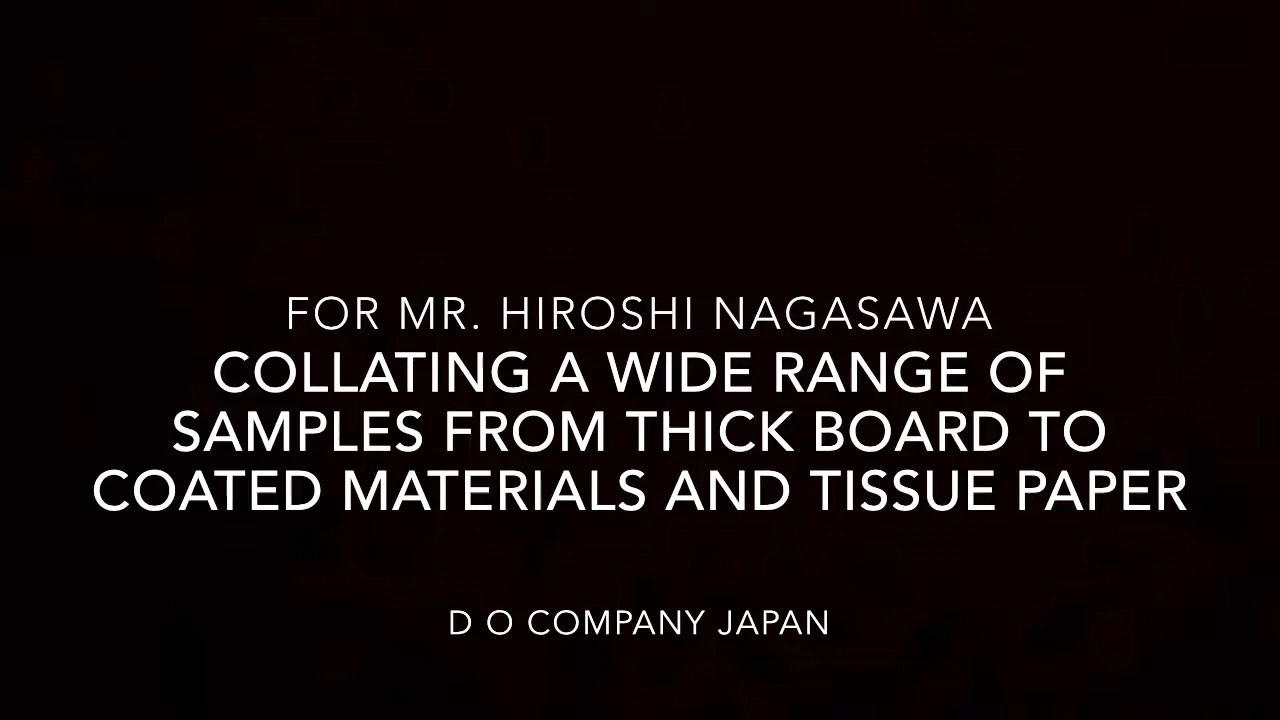 FOR MR. HIROSHI NAGASAWA
COLLATING A WIDE RANGE OF
SAMPLES FROM THICK BOARD TO
COATED MATERIALS AND TISSUE PAPER
D O COMPANY JAPAN